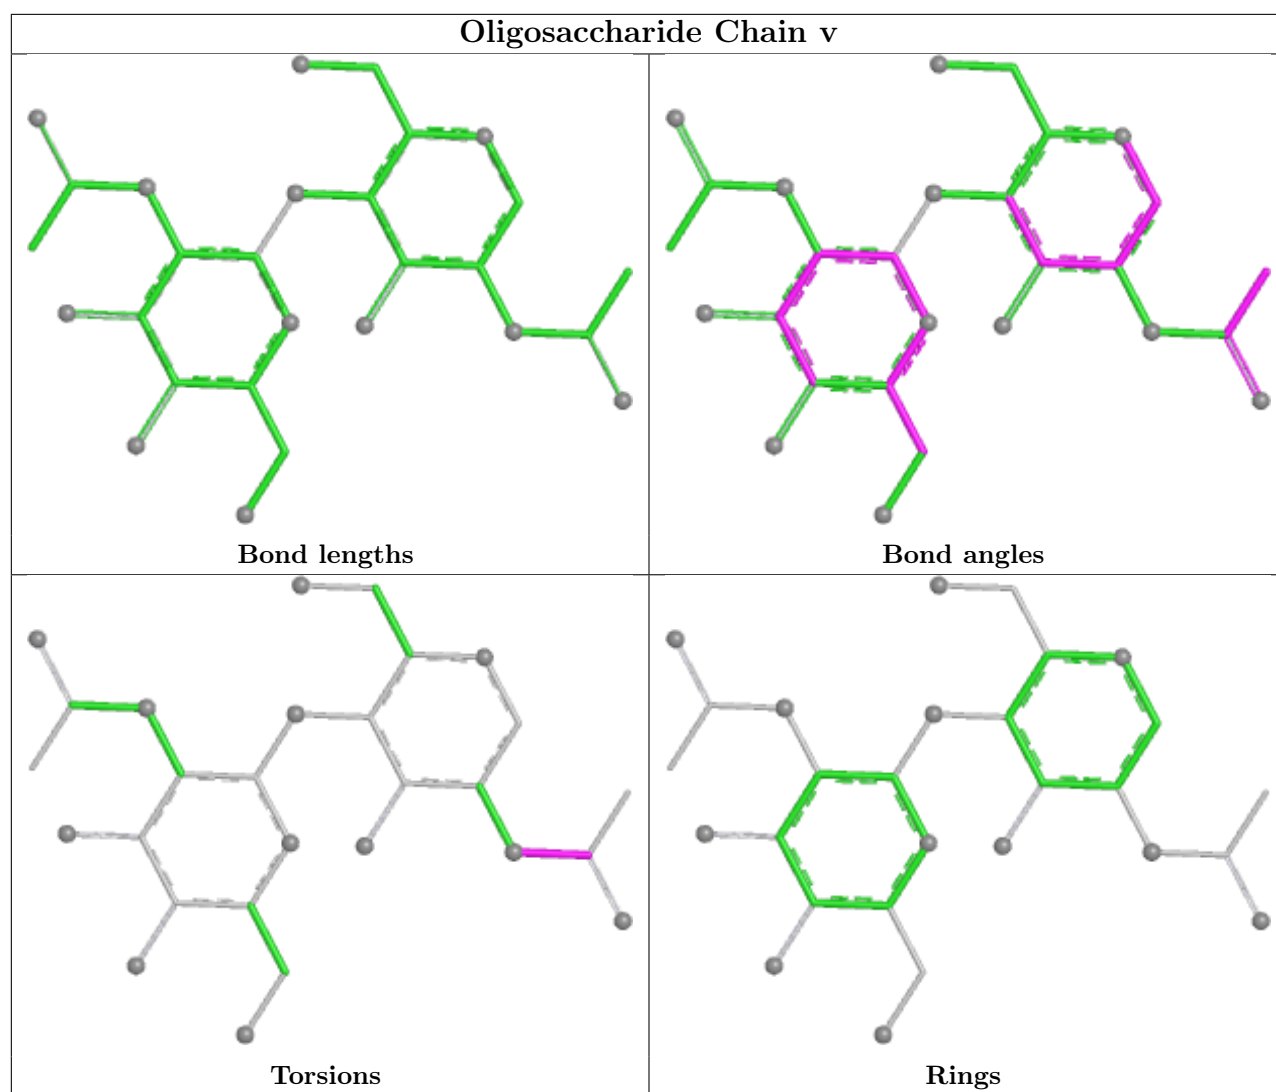 Oligosaccharide Chain v
Bond lengths
Bond angles
Torsions
Rings